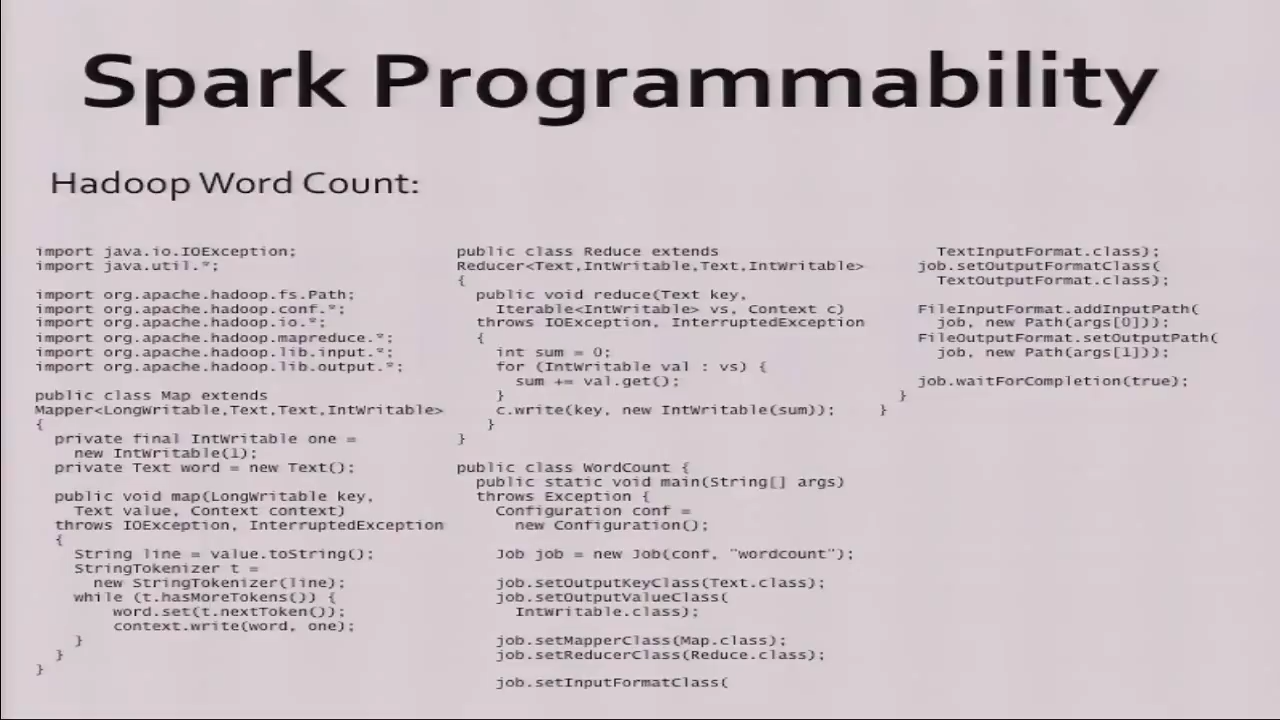 Spark Programmability
Hadoop Word Count:
import java.io.IOException;
import java.util.*;
import org.apache.hadoop.fs.Path;
import org.apache.hadoop.conf.*;
import org.apache.hadoop.io.*;
import org.apache.hadoop.mapreduce.*;
import org.apache.hadoop.lib.input.*;
import org.apache.hadoop.lib.output.*;
public class Map extends
Mapper<LongWritable,Text,Text,IntWritable>
{
private final IntWritable one =
new IntWritable(1);
private Text word = new Text();
public void map(LongWritable key,
Text value, Context context)
throws IOException, InterruptedException
{
String line = value.toString();
StringTokenizer t =
new StringTokenizer(line);
while (t.hasMoreTokens()) {
word.set(t.nextToken());
context.write(word, one);
}
}
}
public class Reduce extends
Reducer<Text,IntWritable,Text,IntWritable>
{
public void reduce(Text key,
Iterable<IntWritable> vs, Context c)
throws IOException, InterruptedException
{
int sum = 0;
for (IntWritable val : vs) {
sum += val.get();
}
c.write(key, new IntWritable(sum));
}
}
public class WordCount {
public static void main(String[] args)
throws Exception {
Configuration conf =
new Configuration();
Job job = new Job(conf, "wordcount");
job.setOutputKeyClass(Text.class);
job.setOutputValueClass(
IntWritable.class);
job.setMapperClass(Map.class);
job.setReducerClass(Reduce.class);
job.setInputFormatClass(
TextInputFormat.class);
job.setOutputFormatClass(
TextOutputFormat.class);
FileInputFormat.addInputPath(
job, new Path(args[0]));
FileOutputFormat.setOutputPath(
job, new Path(args[1]));
job.waitForCompletion(true);
}
}